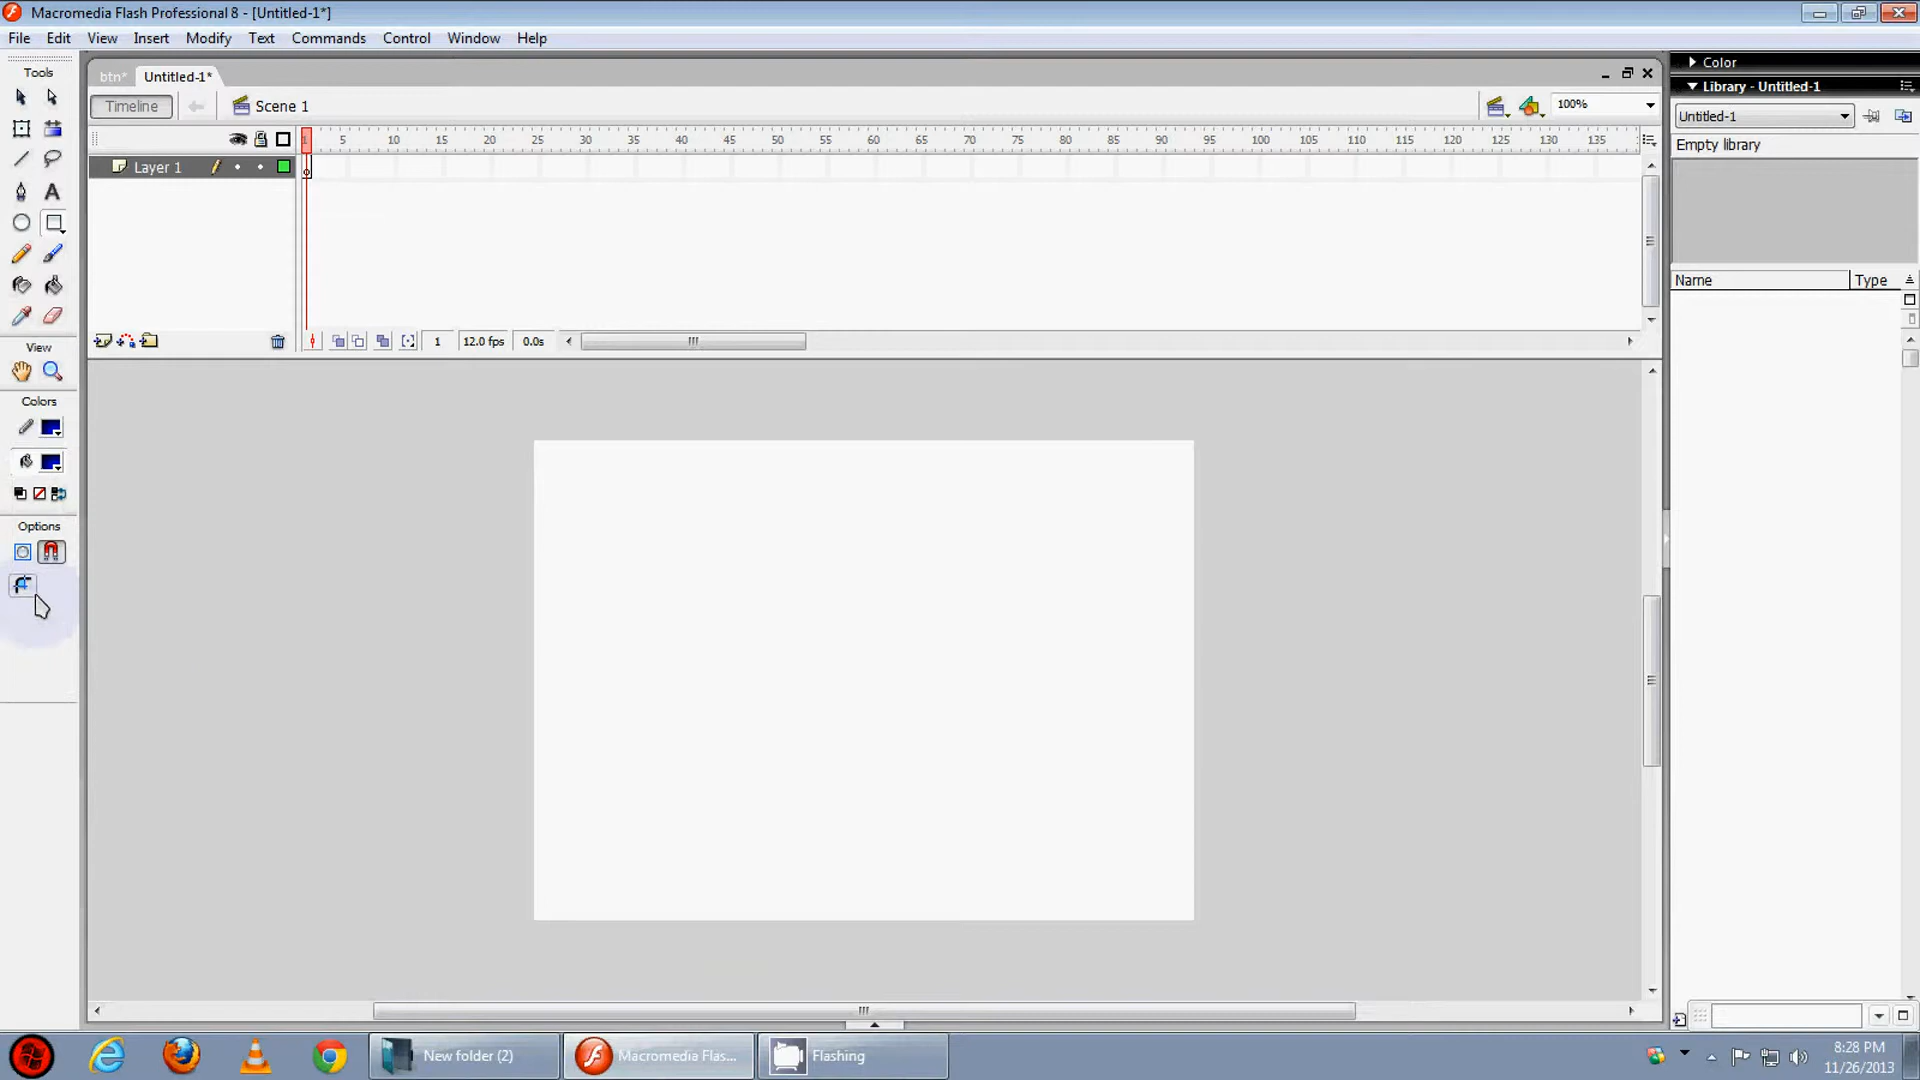 Macromedia Flash Professional 8 - [Untitled-1*]
File Edit View Insert Modify Text Commands Control Window Help
Tools
btn* Untitled-1*
Timeline Scene 1 100%
1 5 10 15 20 25 30 35 40 45 50 55 60 65 70 75 80 85 90 95 100 105 110 115 120 125 130 135
Layer 1
1 12.0 fps 0.0s
View
Colors
Options
Color
Library - Untitled-1
Untitled-1
Empty library
Name Type
New folder (2) Macromedia Flas... Flashing
8:28 PM
11/26/2013